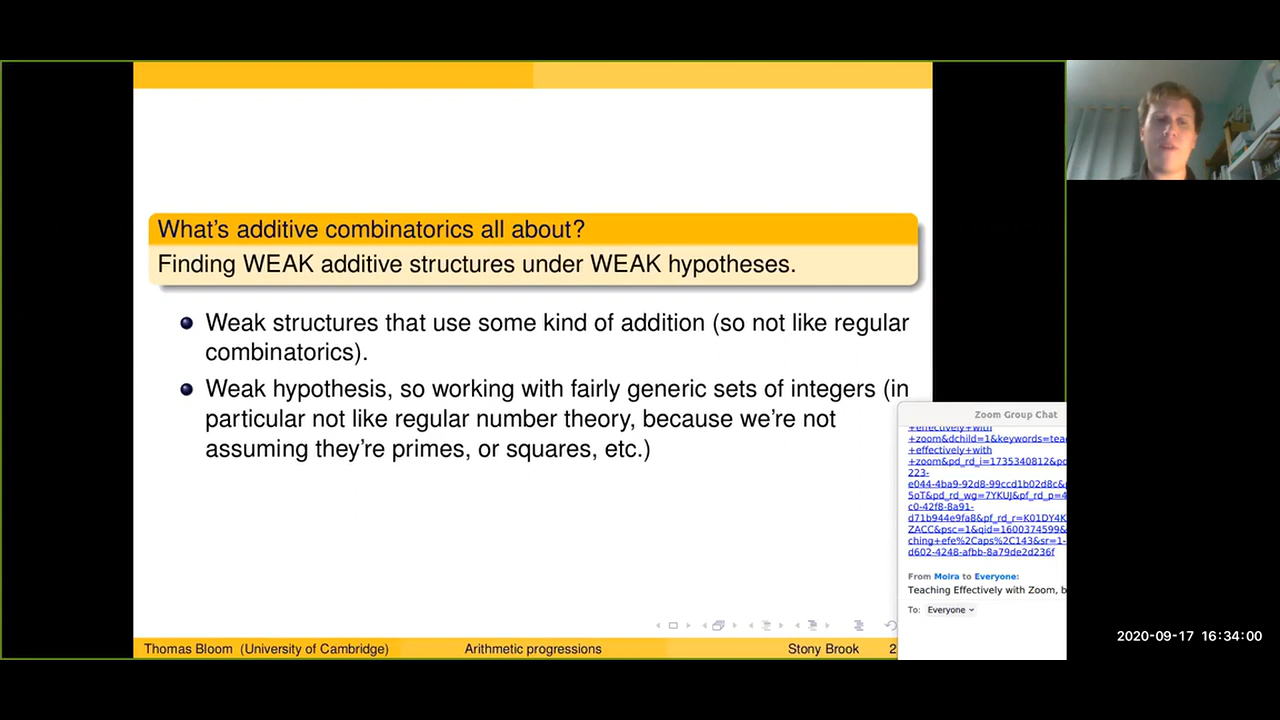 What's additive combinatorics all about?
Finding WEAK additive structures under WEAK hypotheses.
Weak structures that use some kind of addition (so not like regular
combinatorics).
Weak hypothesis, so working with fairly generic sets of integers (in
particular not like regular number theory, because we're not
assuming they're primes, or squares, etc.)
Thomas Bloom (University of Cambridge)
Arithmetic progressions
Stony Brook
2
Zoom Group Chat
+effectively+with
+zoom&dchild=1&keywords=tea
+effectively+with
+zoom&pd_rd_i=1735340812&p
223-
e044-4ba9-92d8-99ccd1b02d8c&
5oT&pd_rd_wg=7YKUJ&pf_rd_p=4
c0-42f8-8a91-
d71b944e9fa8&pf_rd_r=K01DY4K
ZACC&psc=1&qid=1600374599&
ching+efe%2Caps%2C143&sr=1-
d602-4248-afbb-8a79de2d236f
From Moira to Everyone:
Teaching Effectively with Zoom, b
To: Everyone
2020-09-17 16:34:00